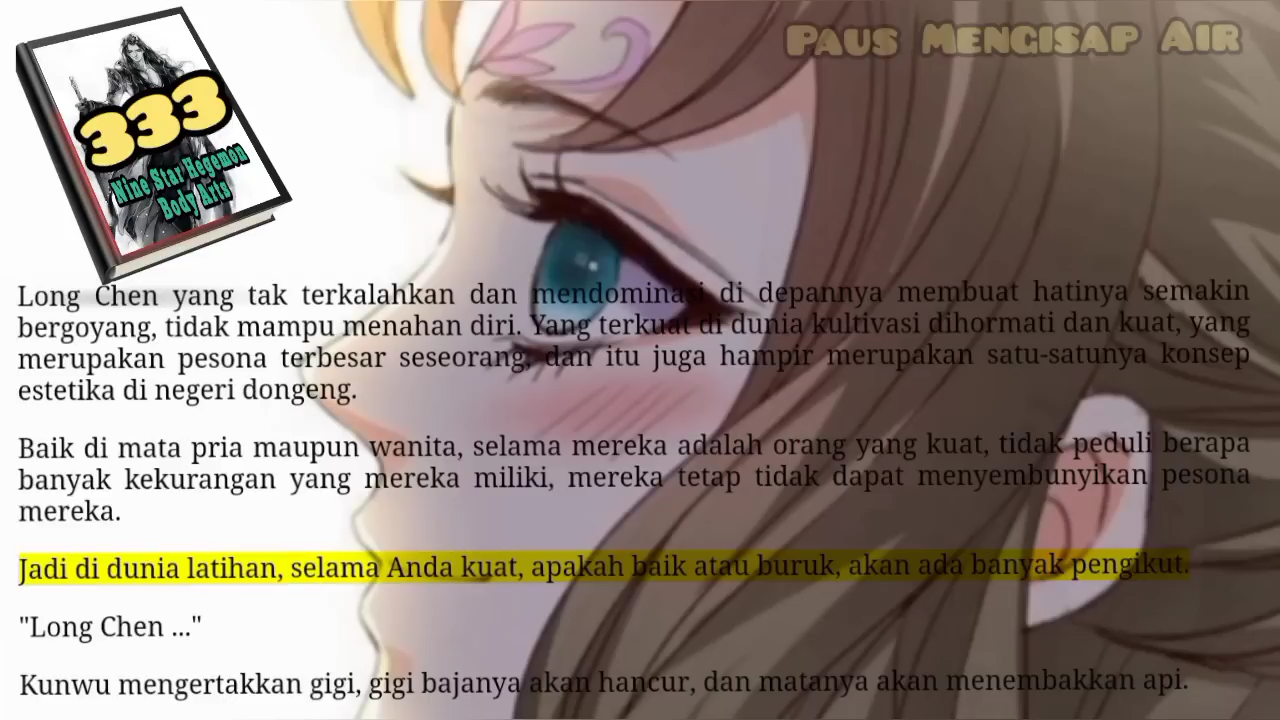 Paus Mengisap Air
333
Nine Star Hegemon
Body Arts
Long Chen yang tak terkalahkan dan mendominasi di depannya membuat hatinya semakin
bergoyang, tidak mampu menahan diri. Yang terkuat di dunia kultivasi dihormati dan kuat, yang
merupakan pesona terbesar seseorang, dan itu juga hampir merupakan satu-satunya konsep
estetika di negeri dongeng.
Baik di mata pria maupun wanita, selama mereka adalah orang yang kuat, tidak peduli berapa
banyak kekurangan yang mereka miliki, mereka tetap tidak dapat menyembunyikan pesona
mereka.
Jadi di dunia latihan, selama Anda kuat, apakah baik atau buruk, akan ada banyak pengikut.
"Long Chen ..."
Kunwu mengertakkan gigi, gigi bajanya akan hancur, dan matanya akan menembakkan api.